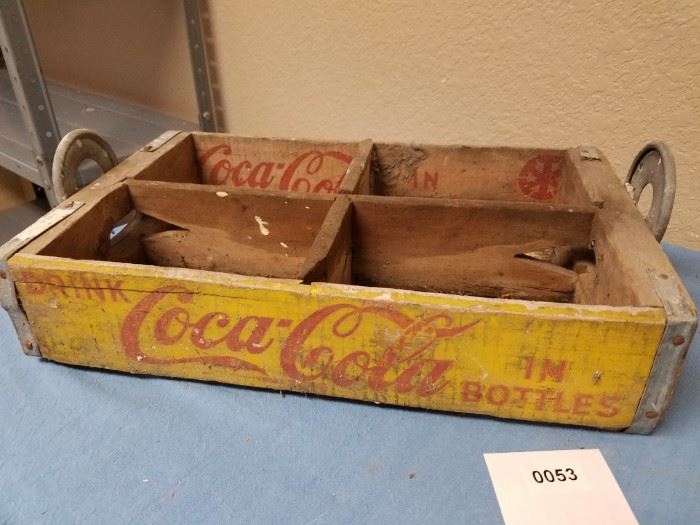 Coca-Cola IN
DRINK Coca-Cola IN
BOTTLES
0053